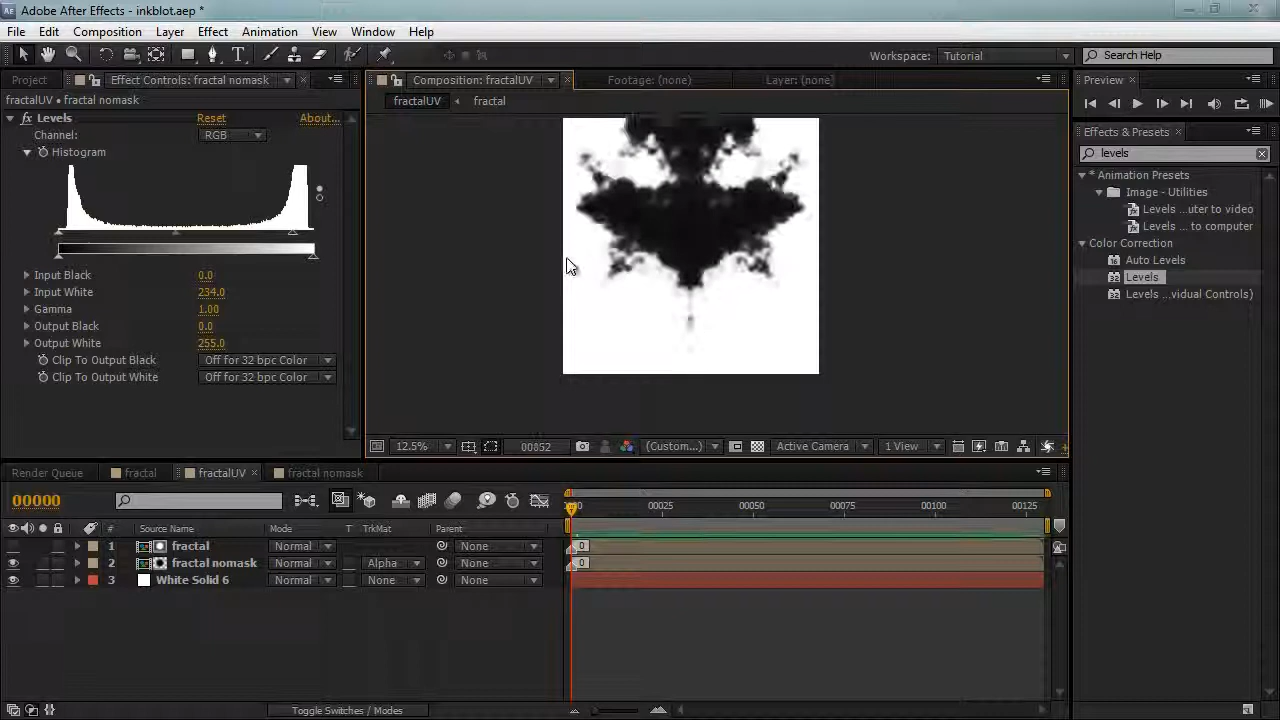 Adobe After Effects - inkblot.aep *
File Edit Composition Layer Effect Animation View Window Help
Workspace: Tutorial Search Help
Project Effect Controls: fractal nomask
fractalUV • fractal nomask
fx Levels Reset About...
Channel: RGB
Histogram
Input Black 0.0
Input White 234.0
Gamma 1.00
Output Black 0.0
Output White 255.0
Clip To Output Black Off for 32 bpc Color
Clip To Output White Off for 32 bpc Color
Composition: fractalUV Footage: (none) Layer: (none)
fractalUV fractal
12.5% 00852 (Custom... Active Camera 1 View
Preview
Effects & Presets
levels
* Animation Presets
Image - Utilities
Levels ...uter to video
Levels ... to computer
Color Correction
Auto Levels
Levels
Levels ...vidual Controls)
Render Queue fractal fractalUV fractal nomask
00000
00025 00050 00075 00100 00125
# Source Name Mode T TrkMat Parent
1 fractal Normal None 0
2 fractal nomask Normal Alpha None 0
3 White Solid 6 Normal None None
Toggle Switches / Modes